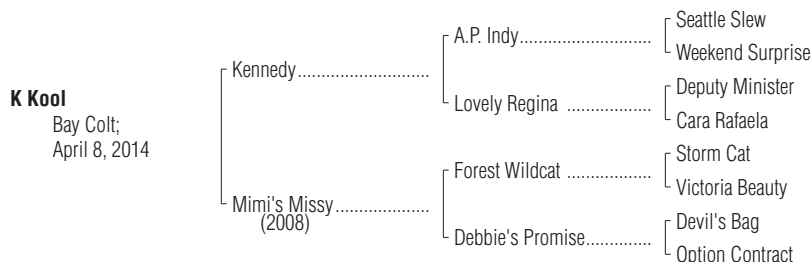 K Kool
Bay Colt;
April 8, 2014
Kennedy
Mimi's Missy
(2008)
A.P. Indy
Lovely Regina
Forest Wildcat
Debbie's Promise
Seattle Slew
Weekend Surprise
Deputy Minister
Cara Rafaela
Storm Cat
Victoria Beauty
Devil's Bag
Option Contract